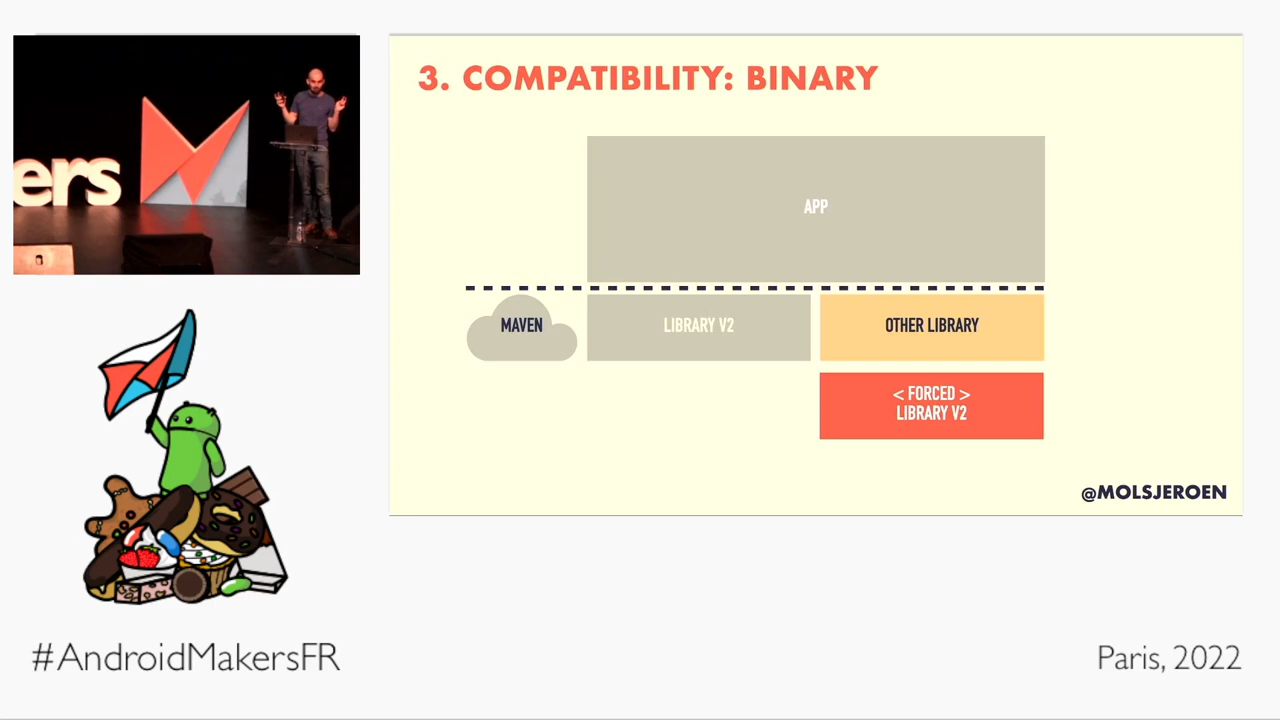 ers
3. COMPATIBILITY: BINARY
APP
MAVEN
LIBRARY V2
OTHER LIBRARY
< FORCED >
LIBRARY V2
@MOLSJEROEN
#AndroidMakersFR
Paris, 2022